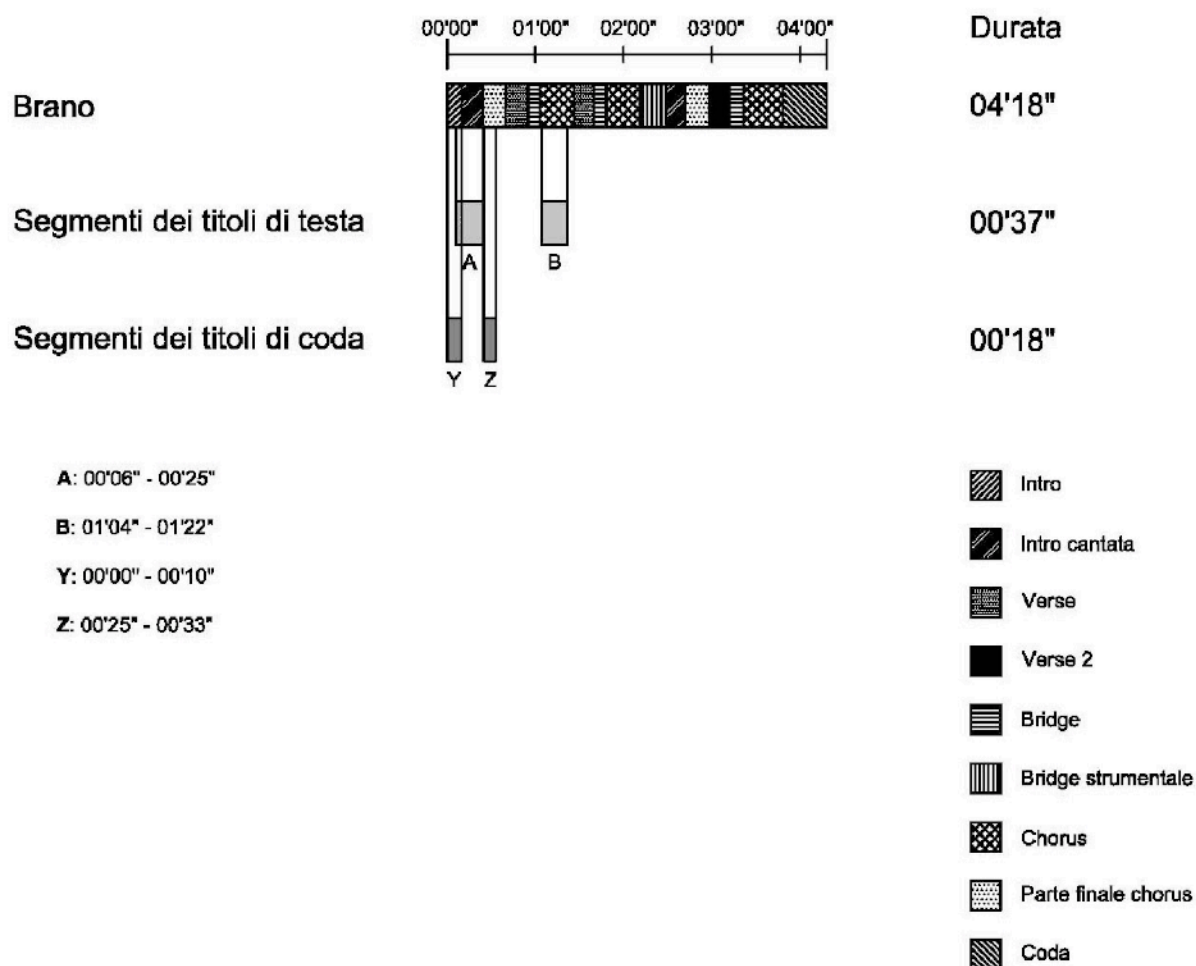 00'00" 01'00" 02'00" 03'00" 04'00" Durata
Brano 04'18"
Segmenti dei titoli di testa 00'37"
A B
Segmenti dei titoli di coda 00'18"
Y Z
A: 00'06" - 00'25"
B: 01'04" - 01'22"
Y: 00'00" - 00'10"
Z: 00'25" - 00'33"
Intro
Intro cantata
Verse
Verse 2
Bridge
Bridge strumentale
Chorus
Parte finale chorus
Coda